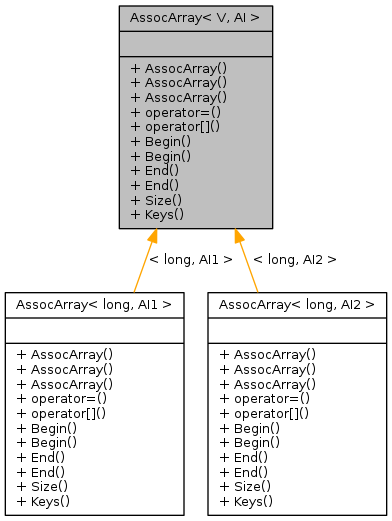 AssocArray< \/, AI >
+ AssocArray()
+ AssocArray()
+ AssocArray()
+ operator=()
+ operator[]()
+ Begin()
+ Begin()
+ End()
+ End()
+ Size()
+ Keys()
< long, AI1 >
< long, AI2 >
AssocArray< long, AI1 >
+ AssocArray()
+ AssocArray()
+ AssocArray()
+ operator=()
+ operator[]()
+ Begin()
+ Begin()
+ End()
+ End()
+ Size()
+ Keys()
AssocArray< long, AI2 >
+ AssocArray()
+ AssocArray()
+ AssocArray()
+ operator=()
+ operator[]()
+ Begin()
+ Begin()
+ End()
+ End()
+ Size()
+ Keys()